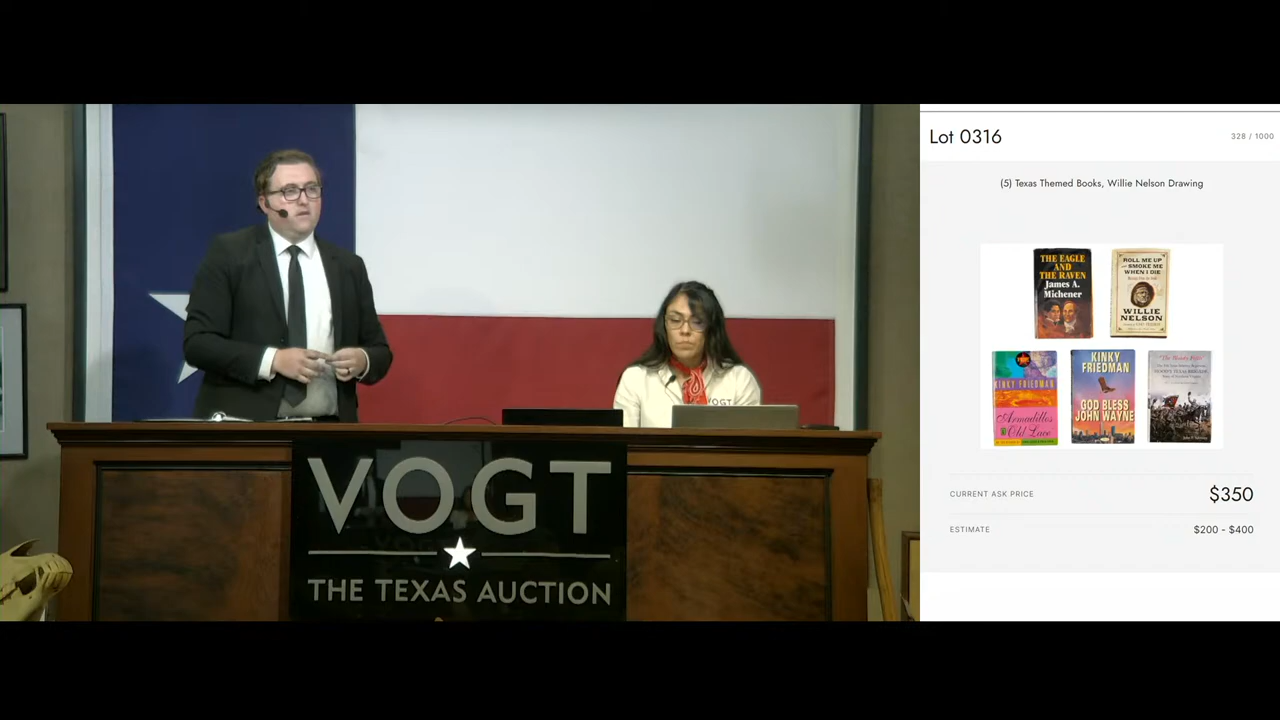 VOGT
THE TEXAS AUCTION
VOGT
Lot 0316
328 / 1000
(5) Texas Themed Books, Willie Nelson Drawing
THE EAGLE
AND
THE RAVEN
James A.
Michener
ROLL ME UP
AND SMOKE ME
WHEN I DIE
WILLIE
NELSON
KINKY FRIEDMAN
Armadillos
& Old Lace
KINKY
FRIEDMAN
GOD BLESS
JOHN WAYNE
CURRENT ASK PRICE
$350
ESTIMATE
$200 - $400